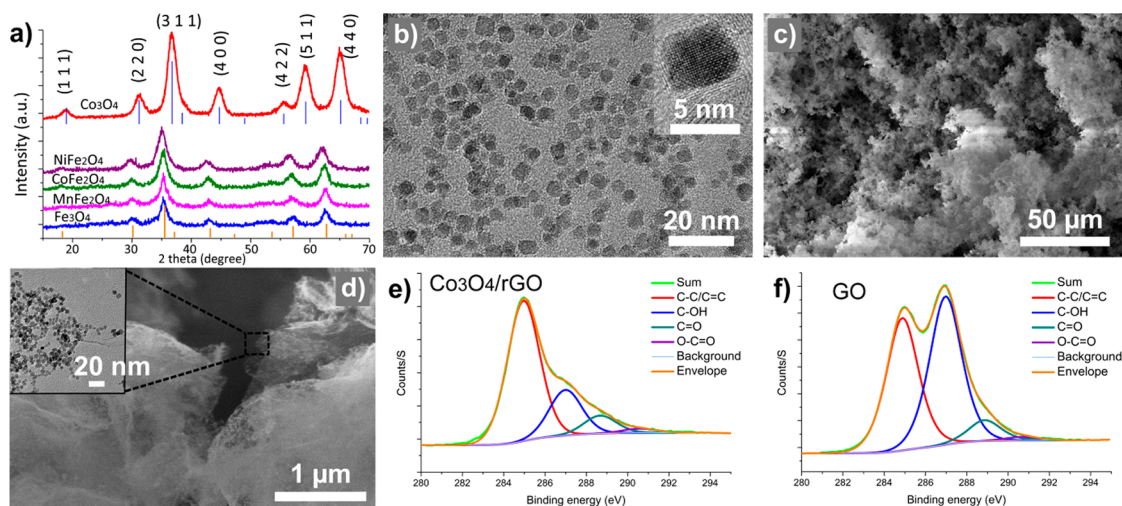 a)
Intensity (a.u.)
(1 1 1)
(2 2 0)
(3 1 1)
(4 0 0)
(4 2 2)
(5 1 1)
(4 4 0)
Co3O4
NiFe2O4
CoFe2O4
MnFe2O4
Fe3O4
20 30 40 50 60 70
2 theta (degree)
b)
5 nm
20 nm
c)
50 µm
d)
20 nm
1 µm
e) Co3O4/rGO
Sum
C-C/C=C
C-OH
C=O
O-C=O
Background
Envelope
Counts/S
280 282 284 286 288 290 292 294
Binding energy (eV)
f) GO
Sum
C-C/C=C
C-OH
C=O
O-C=O
Background
Envelope
Counts/S
280 282 284 286 288 290 292 294
Binding energy (eV)